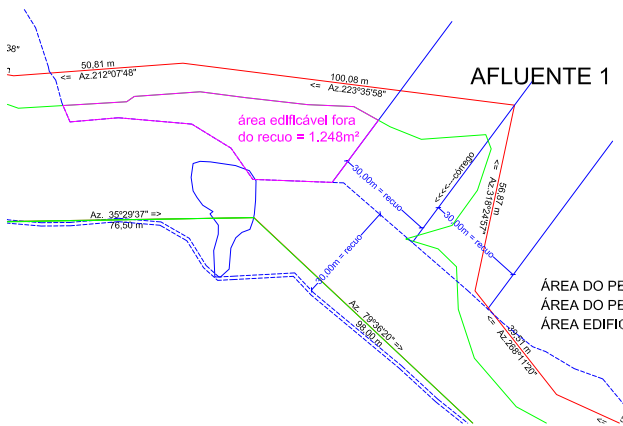 38"
50,81 m
<= Az.212°07'48"
100,08 m
<= Az.223°35'58"
AFLUENTE 1
área edificável fora
do recuo = 1.248m²
30,00m = recuo
<<<<---córrego
56,87 m
<= Az.318°24'57"
30,00m = recuo
Az. 35°29'37" =>
76,50 m
30,00m = recuo
ÁREA DO PE
ÁREA DO PE
ÁREA EDIFIC
Az. 79°36'20" =>
98,00 m
39,51 m
<= Az.268°11'20"
<=